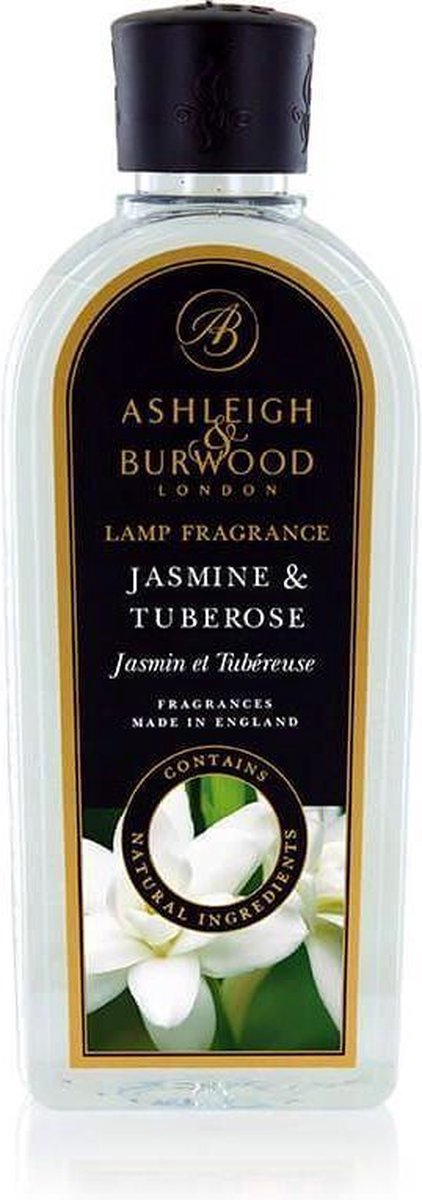 AB
ASHLEIGH
&
BURWOOD
LONDON
LAMP FRAGRANCE
JASMINE &
TUBEROSE
Jasmin et Tubéreuse
FRAGRANCES
MADE IN ENGLAND
CONTAINS
NATURAL INGREDIENTS